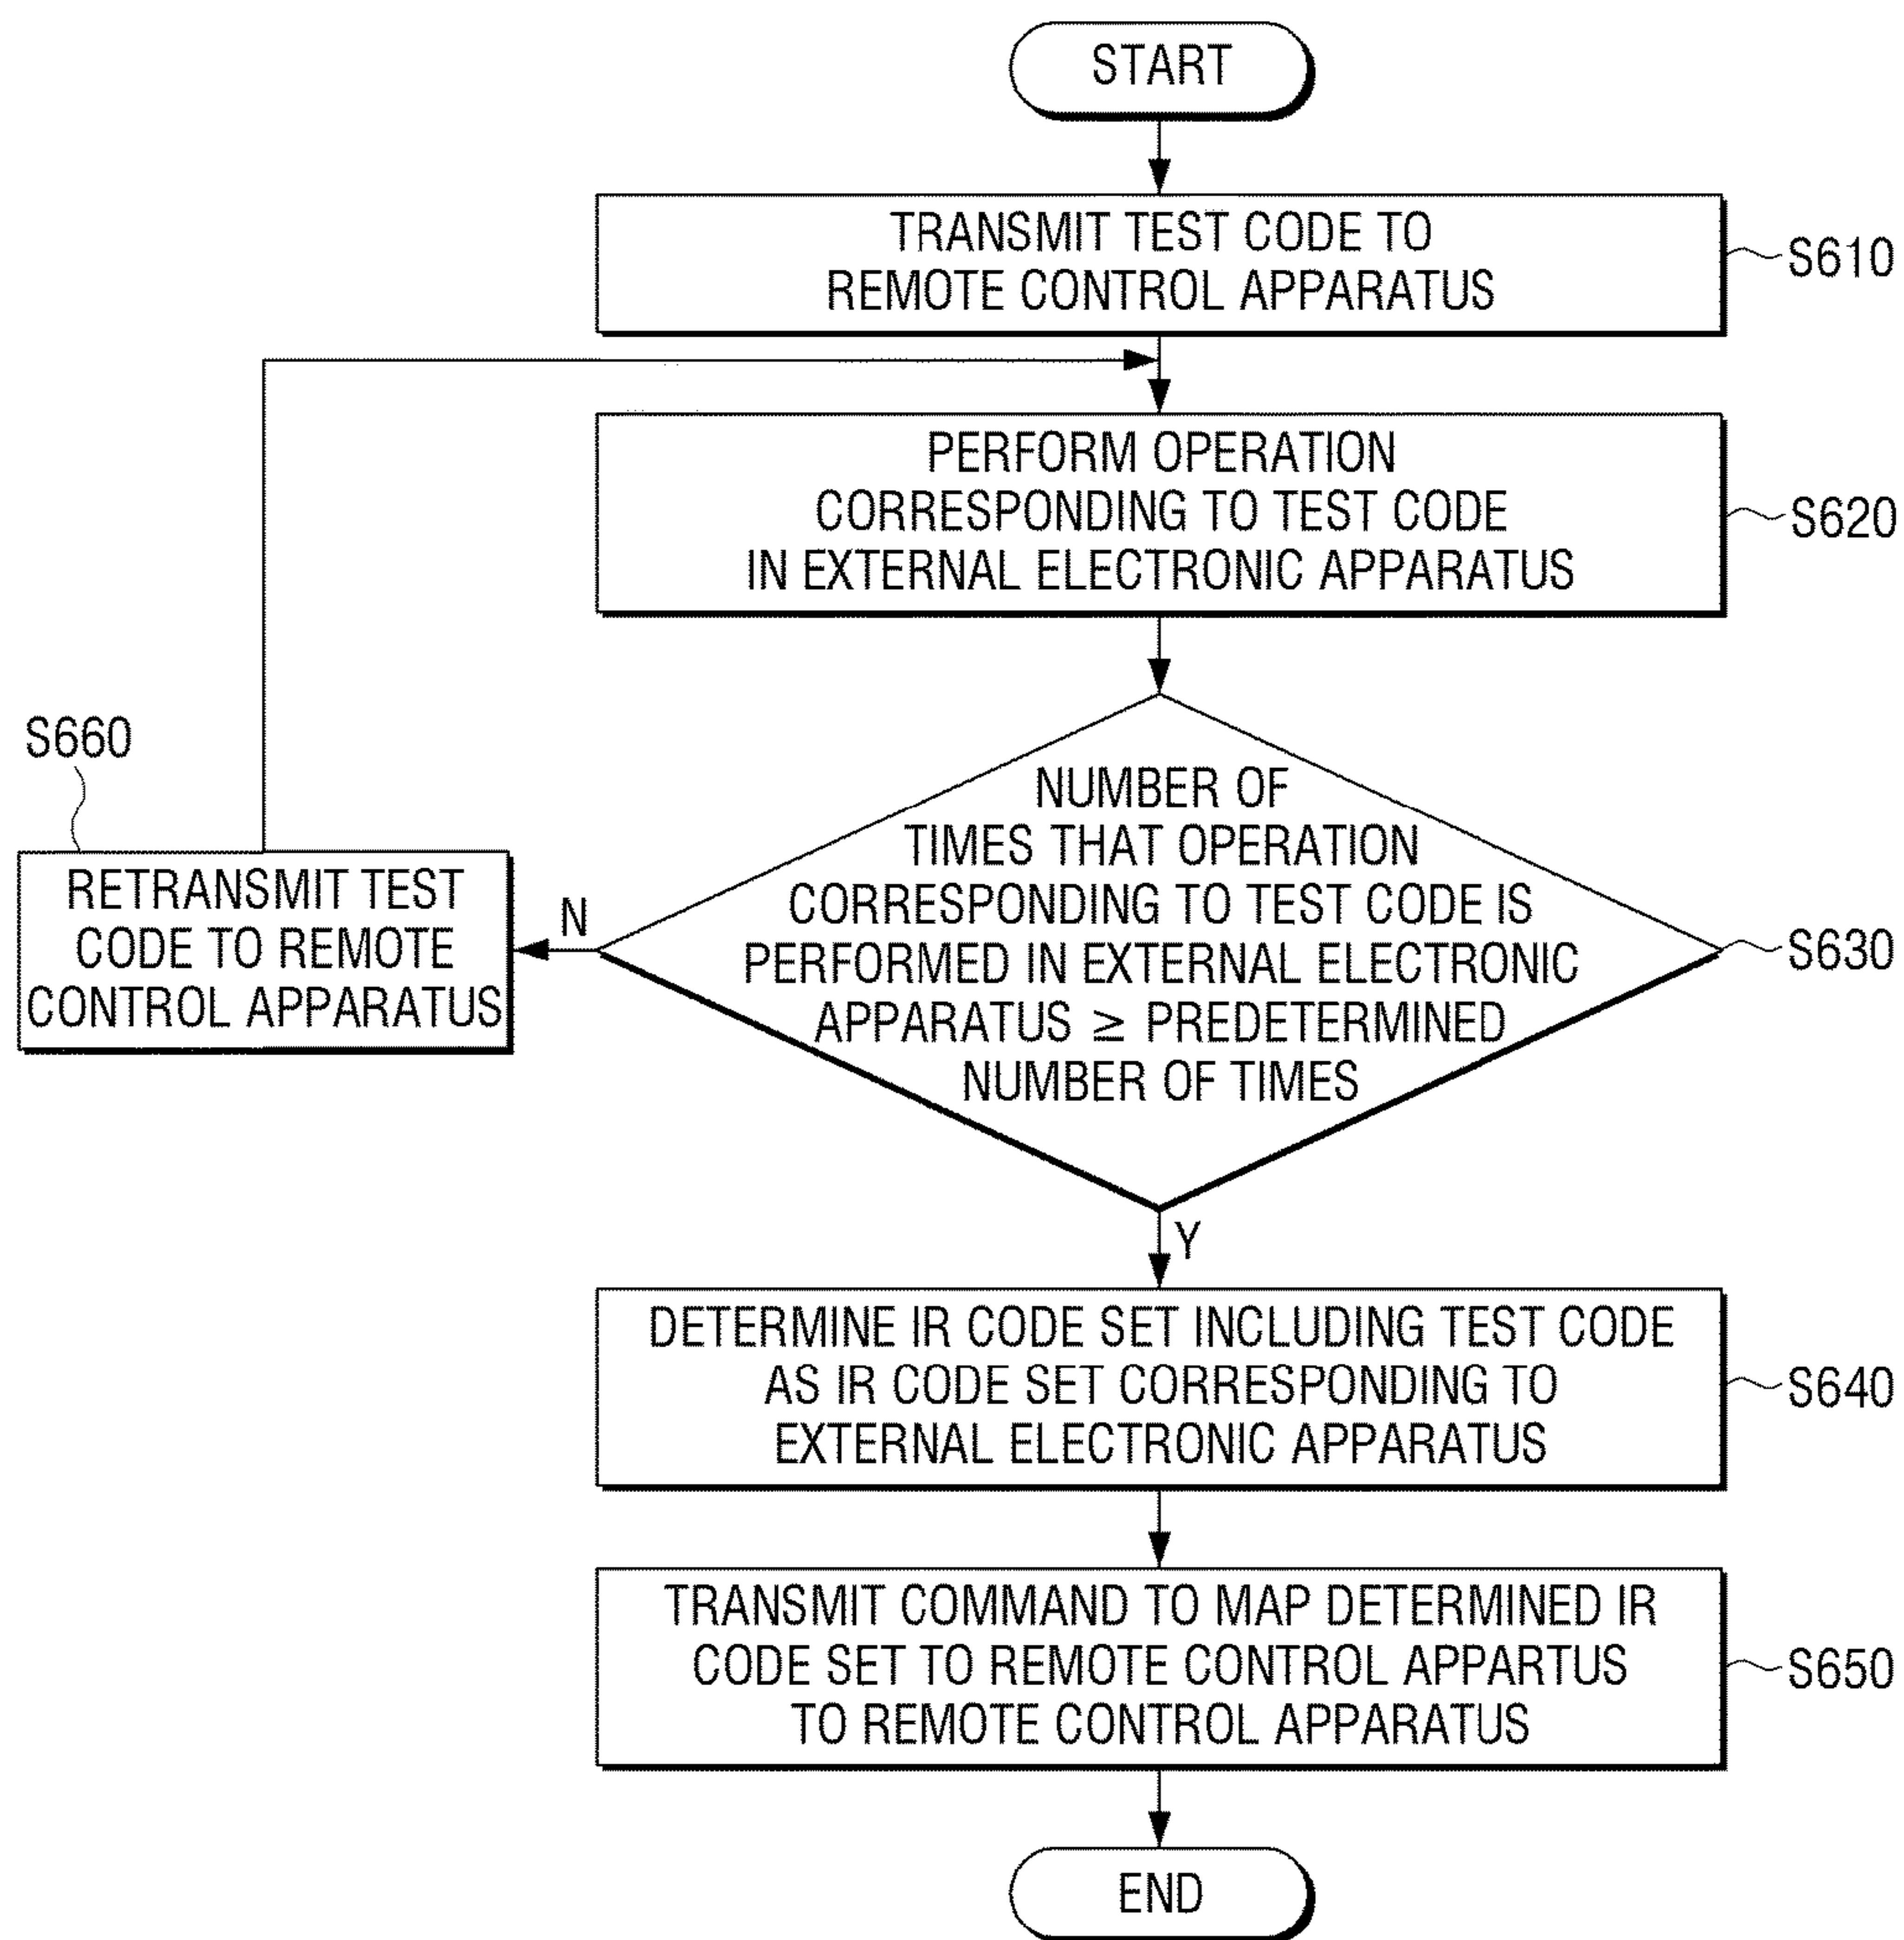 START
TRANSMIT TEST CODE TO
REMOTE CONTROL APPARATUS
S610
PERFORM OPERATION
CORRESPONDING TO TEST CODE
IN EXTERNAL ELECTRONIC APPARATUS
S620
NUMBER OF
TIMES THAT OPERATION
CORRESPONDING TO TEST CODE IS
PERFORMED IN EXTERNAL ELECTRONIC
APPARATUS ≥ PREDETERMINED
NUMBER OF TIMES
S630
N
S660
RETRANSMIT TEST
CODE TO REMOTE
CONTROL APPARATUS
Y
DETERMINE IR CODE SET INCLUDING TEST CODE
AS IR CODE SET CORRESPONDING TO
EXTERNAL ELECTRONIC APPARATUS
S640
TRANSMIT COMMAND TO MAP DETERMINED IR
CODE SET TO REMOTE CONTROL APPARTUS
TO REMOTE CONTROL APPARATUS
S650
END